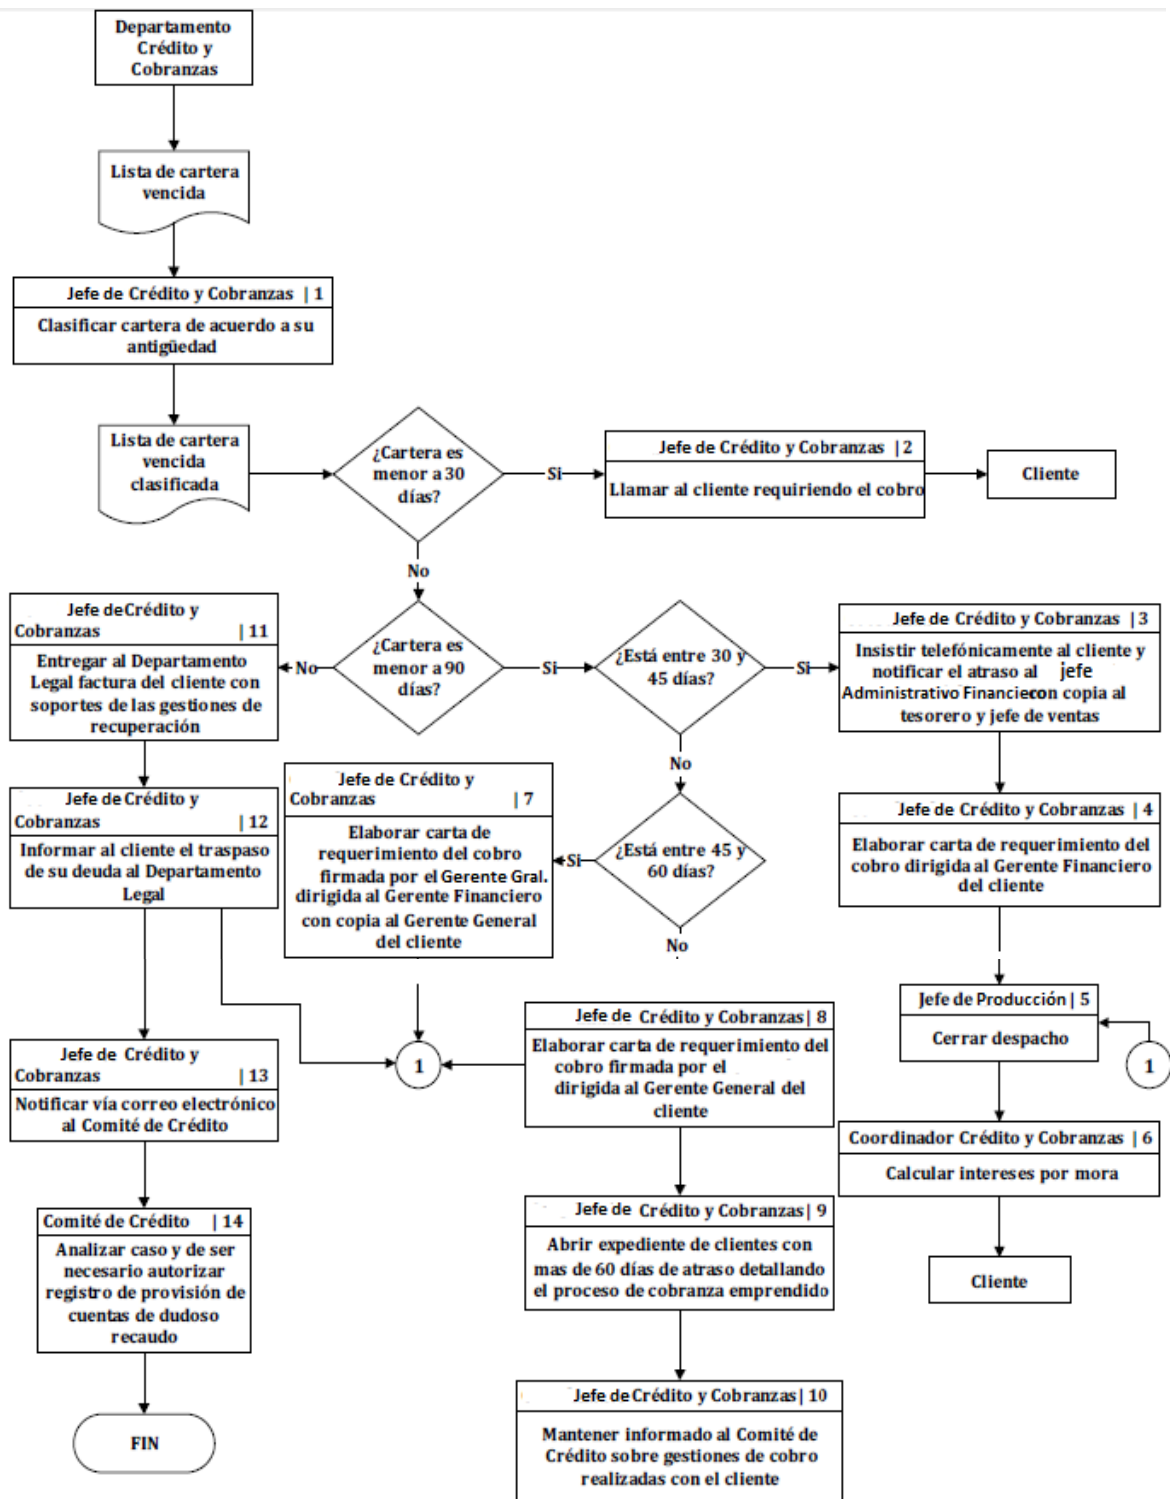 Departamento
Crédito y
Cobranzas
Lista de cartera
vencida
Jefe de Crédito y Cobranzas | 1
Clasificar cartera de acuerdo a su
antigüedad
Lista de cartera
vencida
clasificada
¿Cartera es
menor a 30
días?
Si
Jefe de Crédito y Cobranzas | 2
Llamar al cliente requiriendo el cobro
Cliente
No
Jefe de Crédito y
Cobranzas | 11
Entregar al Departamento
Legal factura del cliente con
soportes de las gestiones de
recuperación
No
¿Cartera es
menor a 90
días?
Si
¿Está entre 30 y
45 días?
Si
Jefe de Crédito y Cobranzas | 3
Insistir telefónicamente al cliente y
notificar el atraso al jefe
Administrativo Financiero con copia al
tesorero y jefe de ventas
No
Jefe de Crédito y
Cobranzas | 12
Informar al cliente el traspaso
de su deuda al Departamento
Legal
Jefe de Crédito y
Cobranzas | 7
Elaborar carta de
requerimiento del cobro
firmada por el Gerente Gral.
dirigida al Gerente Financiero
con copia al Gerente General
del cliente
Si
¿Está entre 45 y
60 días?
No
Jefe de Crédito y Cobranzas | 4
Elaborar carta de requerimiento del
cobro dirigida al Gerente Financiero
del cliente
Jefe de Producción | 5
Cerrar despacho
1
Jefe de Crédito y Cobranzas | 8
Elaborar carta de requerimiento del
cobro firmada por el
dirigida al Gerente General del
cliente
1
Jefe de Crédito y
Cobranzas | 13
Notificar vía correo electrónico
al Comité de Crédito
Coordinador Crédito y Cobranzas | 6
Calcular intereses por mora
Cliente
Jefe de Crédito y Cobranzas | 9
Abrir expediente de clientes con
mas de 60 días de atraso detallando
el proceso de cobranza emprendido
Comité de Crédito | 14
Analizar caso y de ser
necesario autorizar
registro de provisión de
cuentas de dudoso
recaudo
FIN
Jefe de Crédito y Cobranzas | 10
Mantener informado al Comité de
Crédito sobre gestiones de cobro
realizadas con el cliente